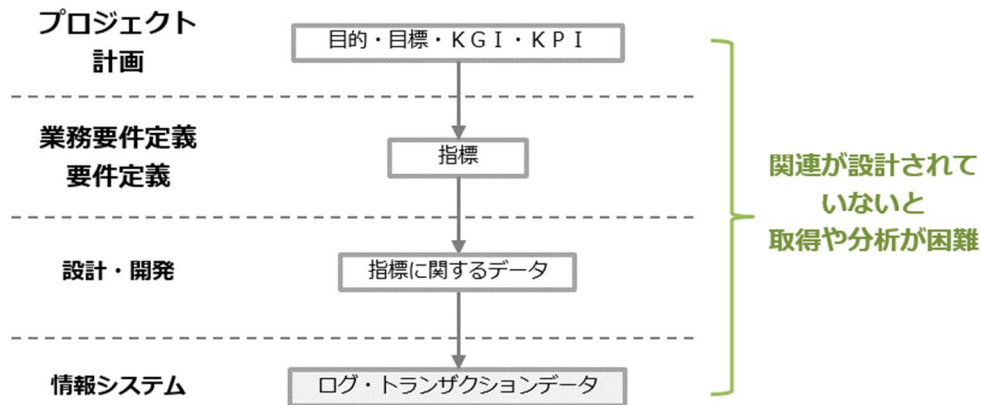 プロジェクト
計画
目的・目標・ＫＧＩ・ＫＰＩ
業務要件定義
要件定義
指標
設計・開発
指標に関するデータ
情報システム
ログ・トランザクションデータ
関連が設計されて
いないと
取得や分析が困難